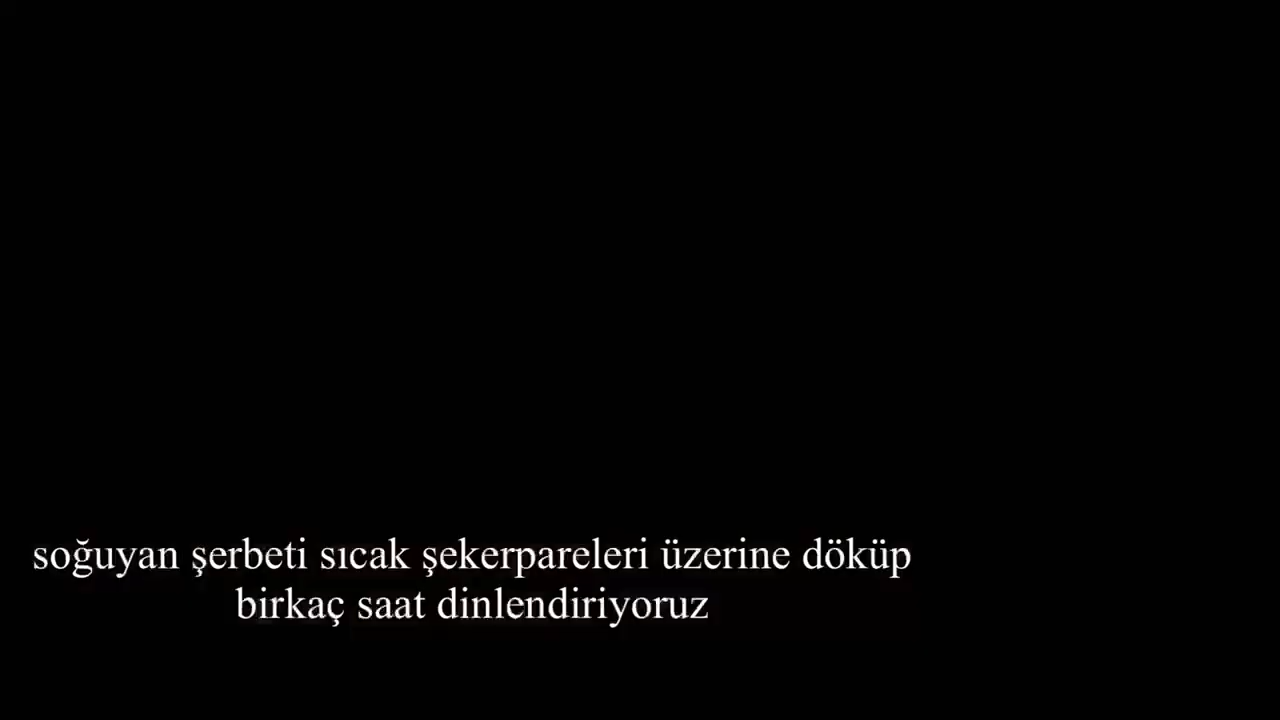 soğuyan şerbeti sıcak şekerpareleri üzerine döküp
birkaç saat dinlendiriyoruz